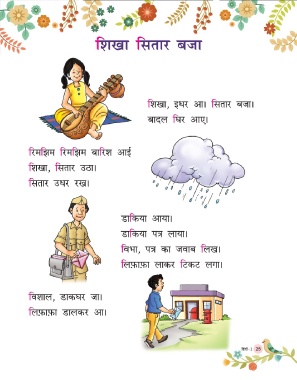 शिखा सितार बजा
शिखा, इधर आ। सितार बजा।
बादल घिर आए।
रिमझिम रिमझिम बारिश आई
शिखा, सितार उठा।
सितार उधर रख।
डाकिया आया।
डाकिया पत्र लाया।
विभा, पत्र का जवाब लिख।
लिफ़ाफ़ा लाकर टिकट लगा।
विशाल, डाकघर जा।
लिफ़ाफ़ा डालकर आ।
25